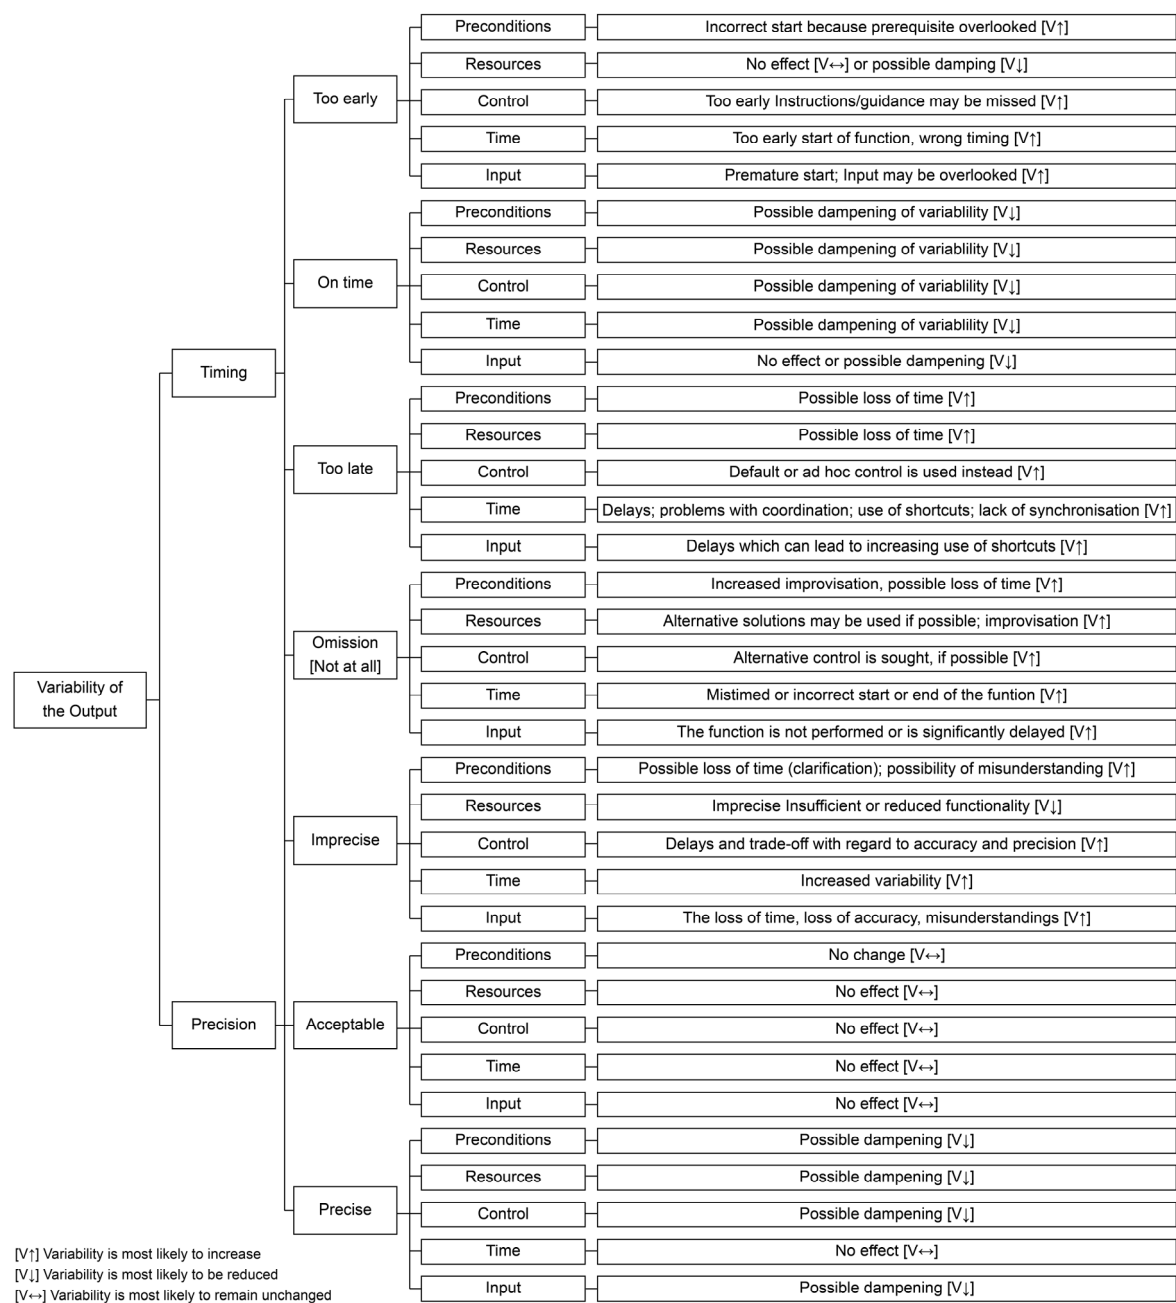 Variability of
the Output
Timing
Too early
Preconditions
Incorrect start because prerequisite overlooked [V↑]
Resources
No effect [V↔] or possible damping [V↓]
Control
Too early Instructions/guidance may be missed [V↑]
Time
Too early start of function, wrong timing [V↑]
Input
Premature start; Input may be overlooked [V↑]
On time
Preconditions
Possible dampening of variablility [V↓]
Resources
Possible dampening of variablility [V↓]
Control
Possible dampening of variablility [V↓]
Time
Possible dampening of variablility [V↓]
Input
No effect or possible dampening [V↓]
Too late
Preconditions
Possible loss of time [V↑]
Resources
Possible loss of time [V↑]
Control
Default or ad hoc control is used instead [V↑]
Time
Delays; problems with coordination; use of shortcuts; lack of synchronisation [V↑]
Input
Delays which can lead to increasing use of shortcuts [V↑]
Omission
[Not at all]
Preconditions
Increased improvisation, possible loss of time [V↑]
Resources
Alternative solutions may be used if possible; improvisation [V↑]
Control
Alternative control is sought, if possible [V↑]
Time
Mistimed or incorrect start or end of the funtion [V↑]
Input
The function is not performed or is significantly delayed [V↑]
Precision
Imprecise
Preconditions
Possible loss of time (clarification); possibility of misunderstanding [V↑]
Resources
Imprecise Insufficient or reduced functionality [V↓]
Control
Delays and trade-off with regard to accuracy and precision [V↑]
Time
Increased variability [V↑]
Input
The loss of time, loss of accuracy, misunderstandings [V↑]
Acceptable
Preconditions
No change [V↔]
Resources
No effect [V↔]
Control
No effect [V↔]
Time
No effect [V↔]
Input
No effect [V↔]
Precise
Preconditions
Possible dampening [V↓]
Resources
Possible dampening [V↓]
Control
Possible dampening [V↓]
Time
No effect [V↔]
Input
Possible dampening [V↓]
[V↑] Variability is most likely to increase
[V↓] Variability is most likely to be reduced
[V↔] Variability is most likely to remain unchanged